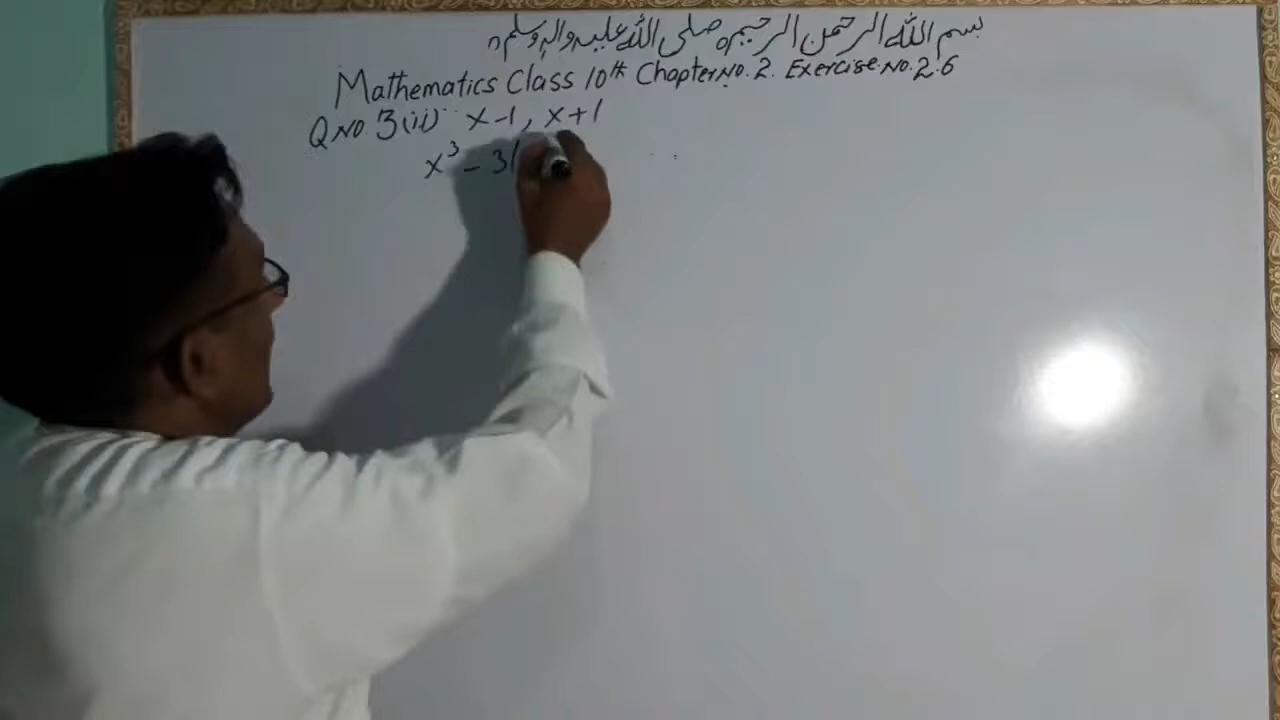 بسم اللہ الرحمن الرحیم صلی اللہ علیہ والہ وسلم
Mathematics Class 10th Chapter No. 2. Exercise No. 2.6
Q No 3 (ii) x-1, x+1
x³ - 3(